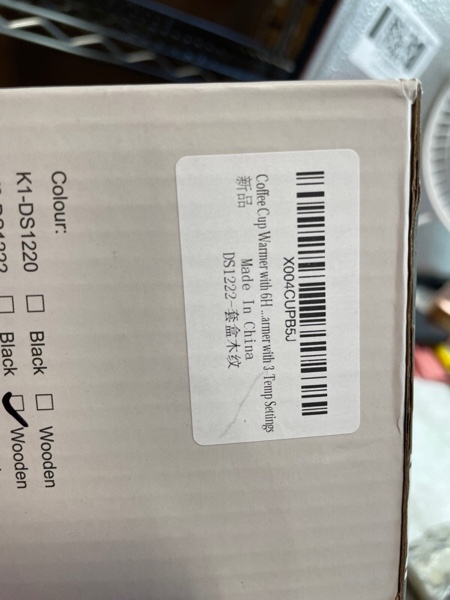 X004CUPB5J
Coffee Cup Warmer with 6H ...armer with 3-Temp Settings
新品
Made In China
DS1222-套盒木纹
Colour:
K1-DS1220 Black Wooden
Black Wooden